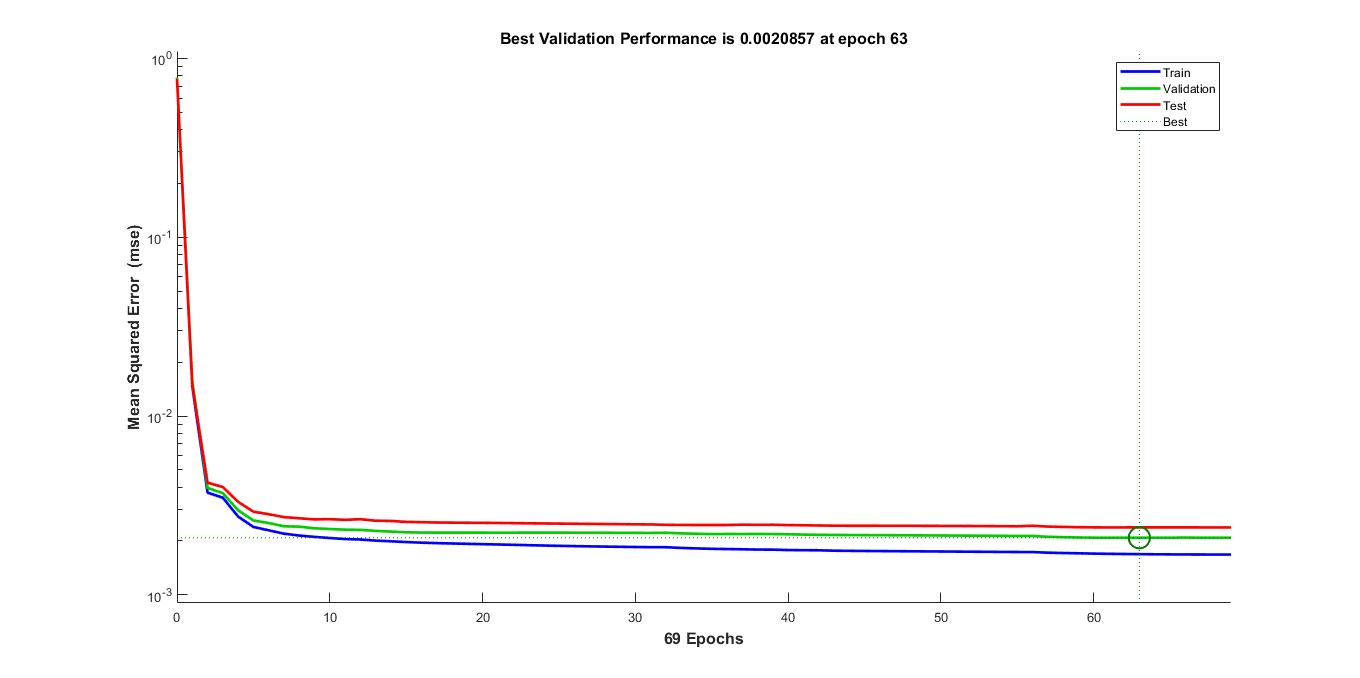 Best Validation Performance is 0.0020857 at epoch 63
Train
Validation
Test
Best
Mean Squared Error (mse)
10^0
10^-1
10^-2
10^-3
0 10 20 30 40 50 60
69 Epochs